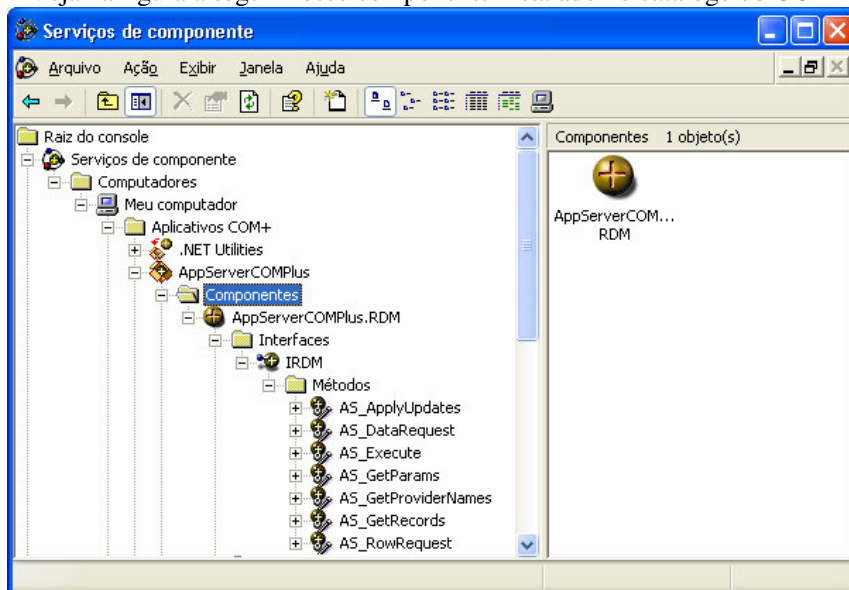 Serviços de componente
Arquivo Ação Exibir Janela Ajuda
Raiz do console
Serviços de componente
Computadores
Meu computador
Aplicativos COM+
.NET Utilities
AppServerCOMPlus
Componentes
AppServerCOMPlus.RDM
Interfaces
IRDM
Métodos
AS_ApplyUpdates
AS_DataRequest
AS_Execute
AS_GetParams
AS_GetProviderNames
AS_GetRecords
AS_RowRequest
Componentes 1 objeto(s)
AppServerCOM...
RDM